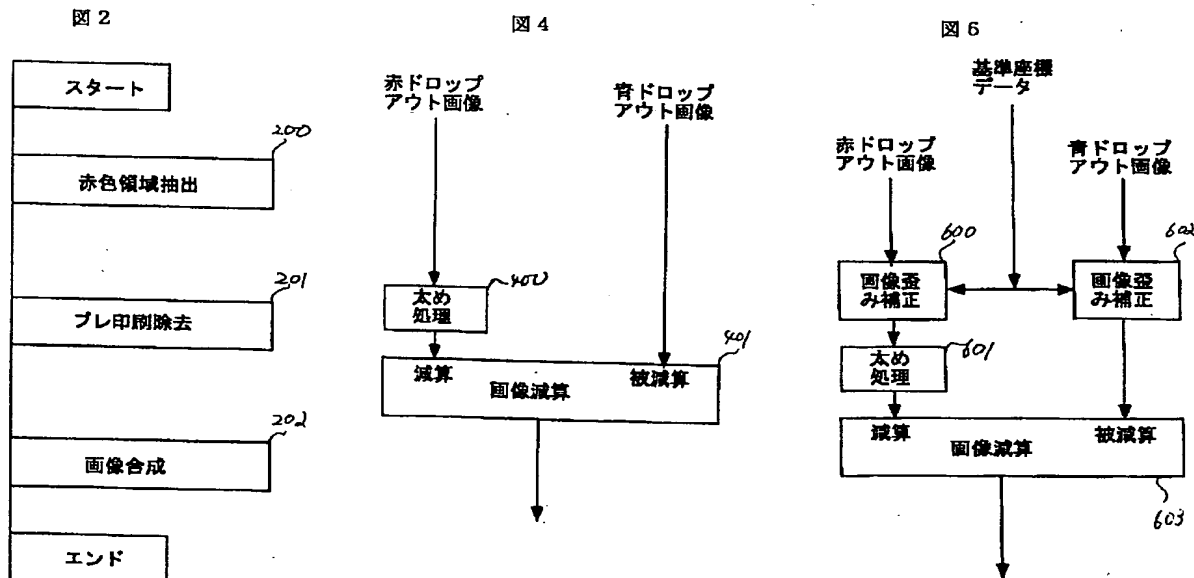 図2
スタート
200
赤色領域抽出
201
プレ印刷除去
202
画像合成
エンド
図4
赤ドロップ
アウト画像
青ドロップ
アウト画像
400
太め
処理
401
減算
被減算
画像減算
図6
基準座標
データ
赤ドロップ
アウト画像
青ドロップ
アウト画像
600
画像歪
み補正
602
画像歪
み補正
601
太め
処理
減算
被減算
画像減算
603